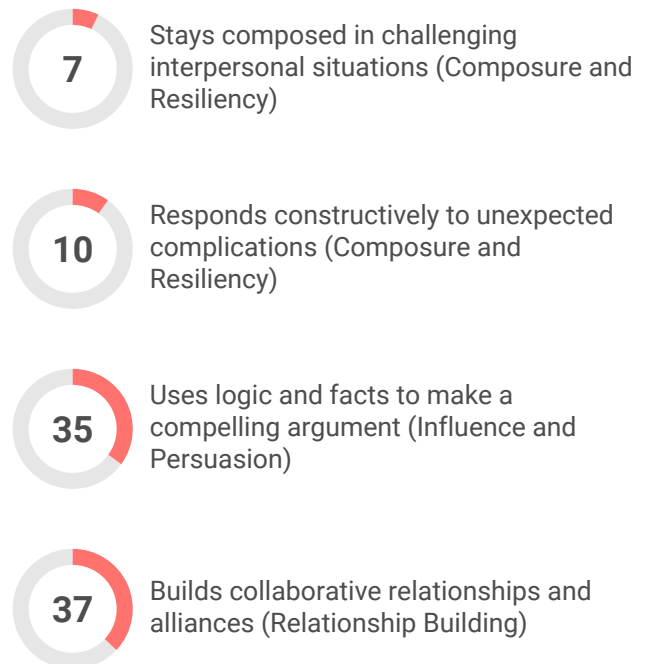 7
Stays composed in challenging
interpersonal situations (Composure and
Resiliency)
10
Responds constructively to unexpected
complications (Composure and
Resiliency)
35
Uses logic and facts to make a
compelling argument (Influence and
Persuasion)
37
Builds collaborative relationships and
alliances (Relationship Building)